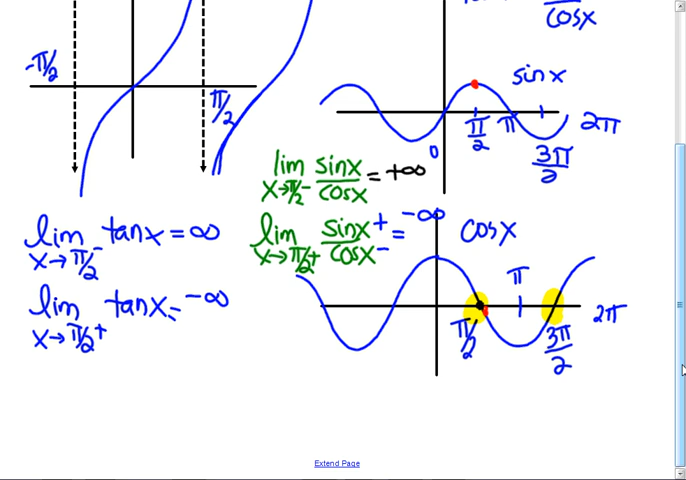 cosx
-π/2
π/2
sinx
0
π/2
π
3π/2
2π
lim sinx/cosx = +∞
x→π/2-
lim tanx = ∞
x→π/2-
lim sinx+/cosx- = -∞
x→π/2+
cosx
π
lim tanx = -∞
x→π/2+
π/2
3π/2
2π
Extend Page